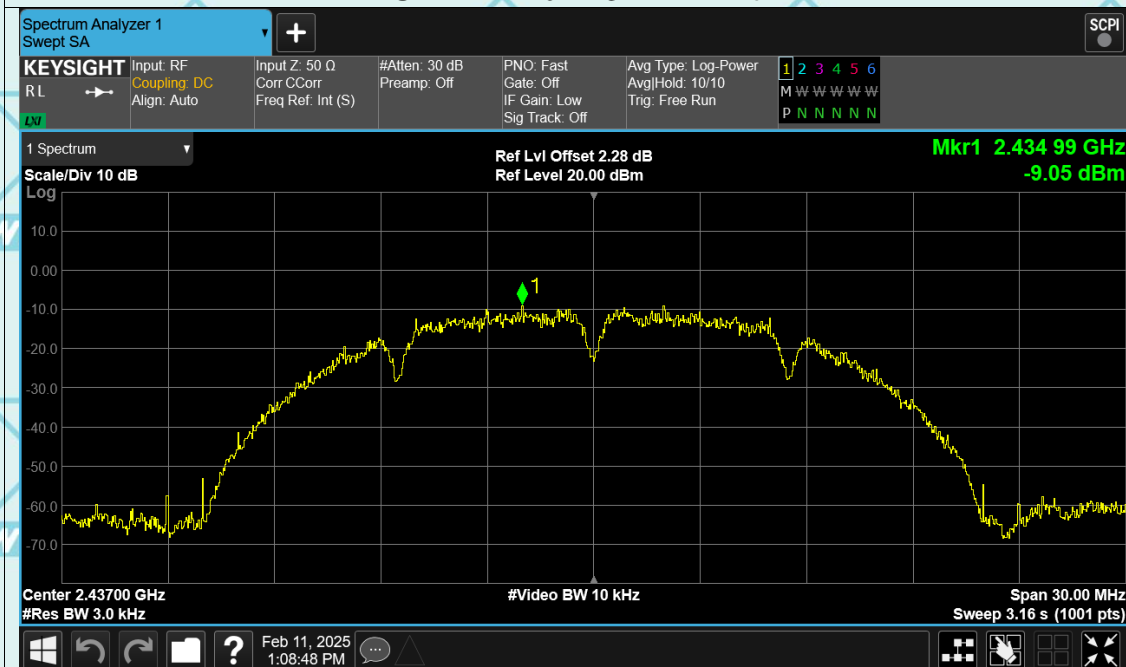 Spectrum Analyzer 1
Swept SA
+
SCPI
KEYSIGHT
RL
LXI
Input: RF
Coupling: DC
Align: Auto
Input Z: 50 Ω
Corr CCorr
Freq Ref: Int (S)
#Atten: 30 dB
Preamp: Off
PNO: Fast
Gate: Off
IF Gain: Low
Sig Track: Off
Avg Type: Log-Power
Avg|Hold: 10/10
Trig: Free Run
1 2 3 4 5 6
M W W W W W
P N N N N N
1 Spectrum
Scale/Div 10 dB
Ref Lvl Offset 2.28 dB
Ref Level 20.00 dBm
Mkr1 2.434 99 GHz
-9.05 dBm
Log
10.0
0.00
-10.0
-20.0
-30.0
-40.0
-50.0
-60.0
-70.0
1
Center 2.43700 GHz
#Res BW 3.0 kHz
#Video BW 10 kHz
Span 30.00 MHz
Sweep 3.16 s (1001 pts)
?
Feb 11, 2025
1:08:48 PM